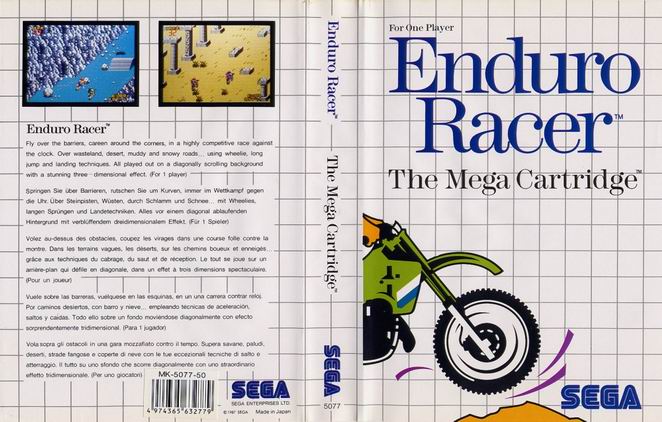 Enduro Racer™
Fly over the barriers, careen around the corners, in a highly competitive race against
the clock. Over wasteland, desert, muddy and snowy roads... using wheelie, long
jump and landing techniques. All played out on a diagonally scrolling background
with a stunning three-dimensional effect. (For 1 player)
Springen Sie über Barrieren, rutschen Sie um Kurven, immer im Wettkampf gegen
die Uhr. Über Steinpisten, Wüsten, durch Schlamm und Schnee... mit Wheelies,
langen Sprüngen und Landetechniken. Alles vor einem diagonal ablaufenden
Hintergrund mit verblüffendem dreidimensionalem Effekt. (Für 1 Spieler)
Volez au-dessus des obstacles, coupez les virages dans une course folle contre la
montre. Dans les terrains vagues, les déserts, sur les chemins boueux et enneigés
grâce aux techniques du cabrage, du saut et de réception. Le tout se joue sur un
arrière-plan qui défile en diagonale, dans un effet à trois dimensions spectaculaire.
(Pour un joueur)
Vuele sobre las barreras, vuélquese en las esquinas, en un una carrera contrar reloj.
Por caminos desiertos, con barro y nieve... empleando técnicas de aceleración,
saltos y caidas. Todo ello sobre un fondo moviéndose diagonalmente con efecto
sorprendentemente tridimensional. (Para 1 jugador)
Vola sopra gli ostacoli in una gara mozzafiato contro il tempo. Supera savane, paludi,
deserti, strade fangose e coperte di neve con le tue eccezionali tecniche di salto e
atterraggio. Il tutto su uno sfondo che scorre diagonalmente con uno straordinario
effetto tridimensionale. (Per uno giocatore)
MK-5077-50
4 974365 632779
SEGA
SEGA ENTERPRISES LTD.
© 1987 SEGA Made in Japan
Enduro Racer™ — The Mega Cartridge™
SEGA
5077
For One Player
Enduro
Racer™
The Mega Cartridge™
SEGA